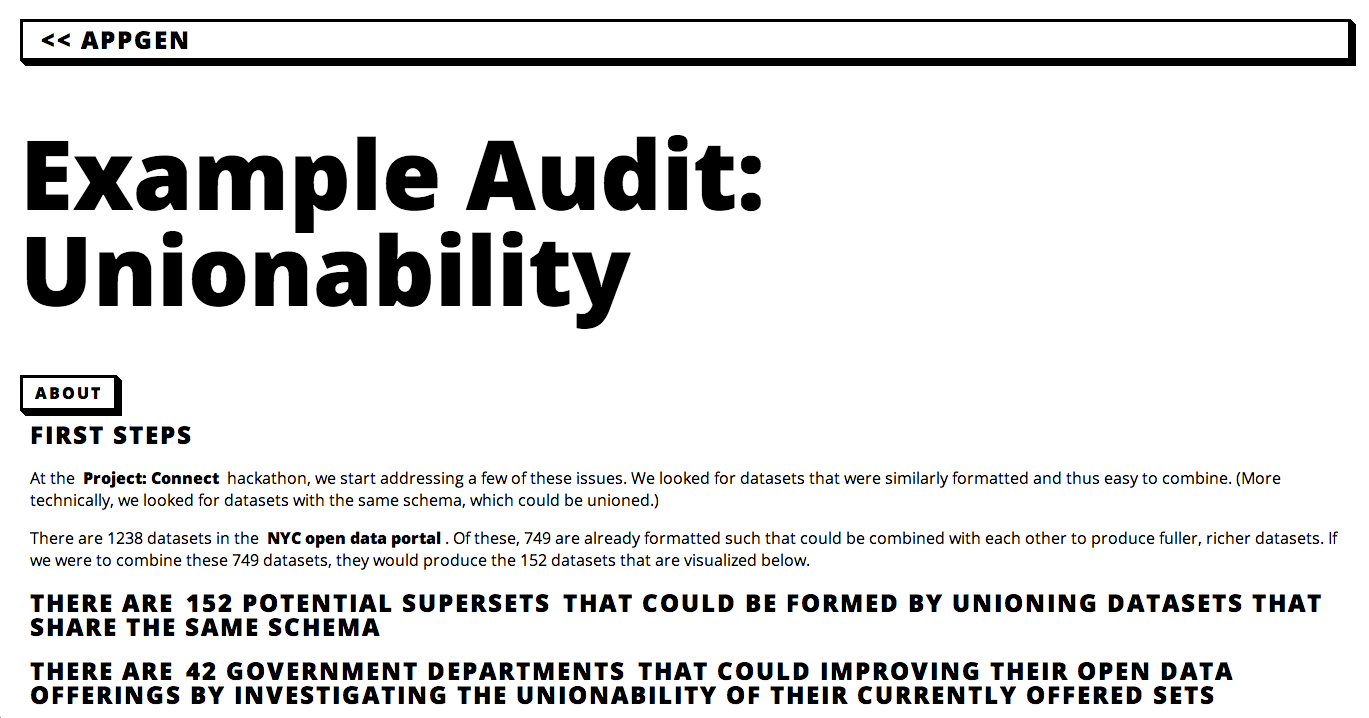 << APPGEN
Example Audit:
Unionability
ABOUT
FIRST STEPS
At the Project: Connect hackathon, we start addressing a few of these issues. We looked for datasets that were similarly formatted and thus easy to combine. (More
technically, we looked for datasets with the same schema, which could be unioned.)
There are 1238 datasets in the NYC open data portal . Of these, 749 are already formatted such that could be combined with each other to produce fuller, richer datasets. If
we were to combine these 749 datasets, they would produce the 152 datasets that are visualized below.
THERE ARE 152 POTENTIAL SUPERSETS THAT COULD BE FORMED BY UNIONING DATASETS THAT
SHARE THE SAME SCHEMA
THERE ARE 42 GOVERNMENT DEPARTMENTS THAT COULD IMPROVING THEIR OPEN DATA
OFFERINGS BY INVESTIGATING THE UNIONABILITY OF THEIR CURRENTLY OFFERED SETS